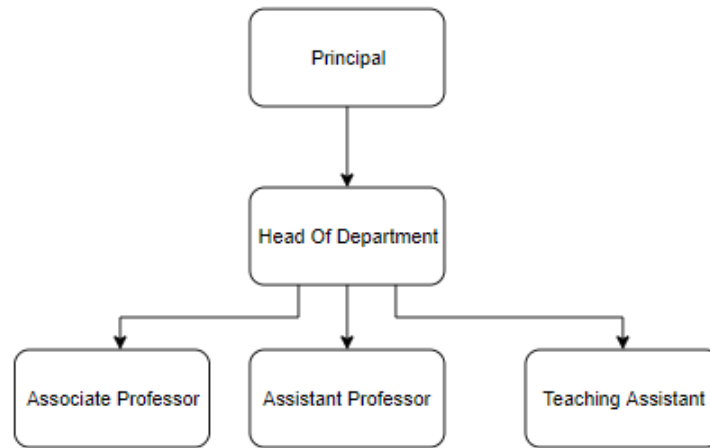 Principal
Head Of Department
Associate Professor
Assistant Professor
Teaching Assistant